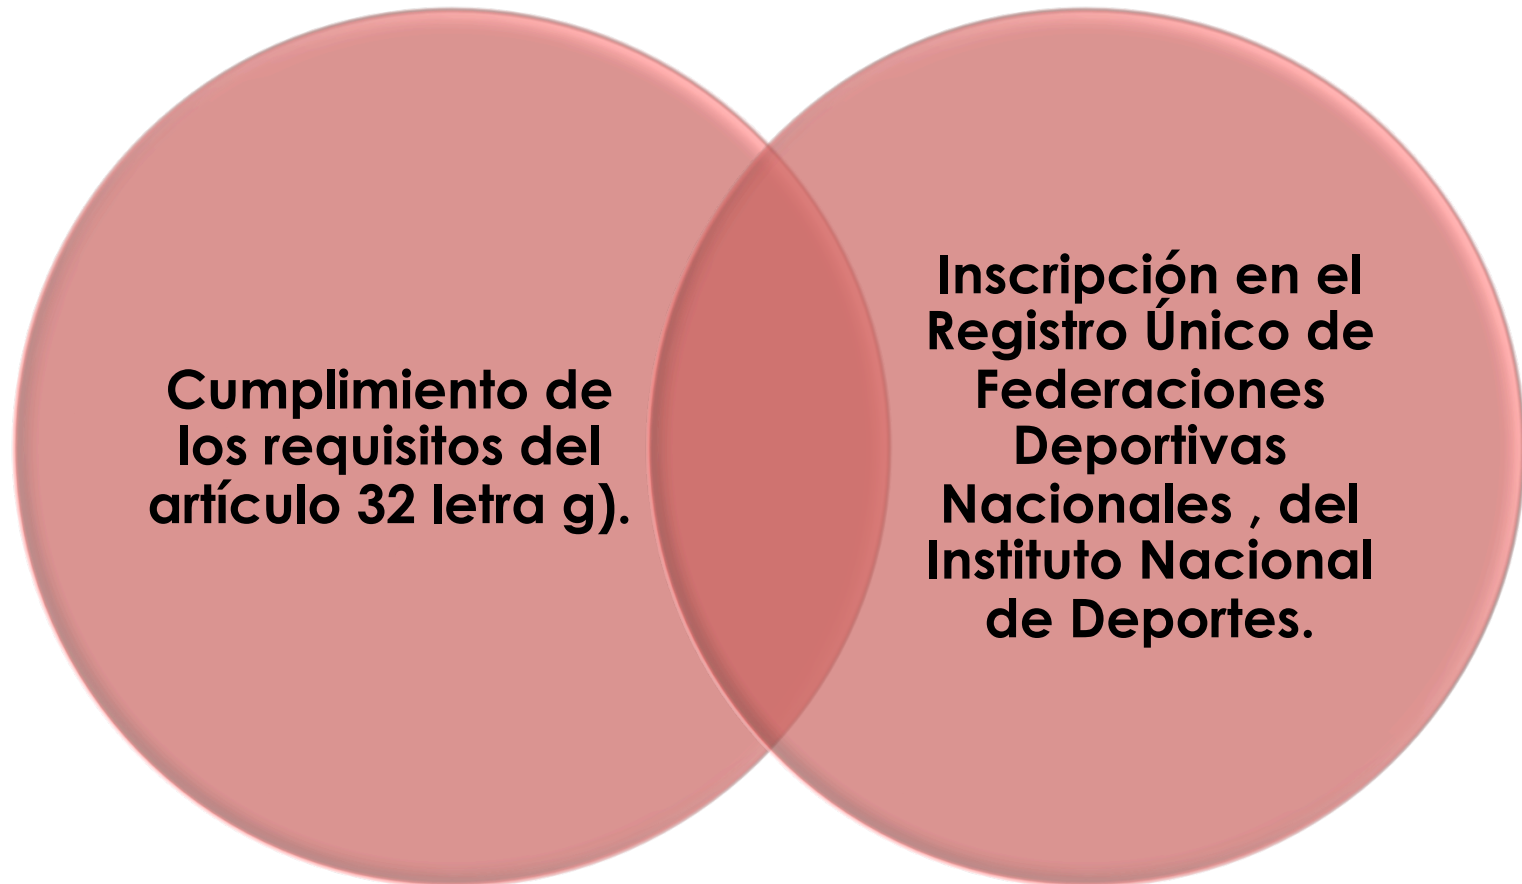 Cumplimiento de
los requisitos del
artículo 32 letra g).
Inscripción en el
Registro Único de
Federaciones
Deportivas
Nacionales , del
Instituto Nacional
de Deportes.